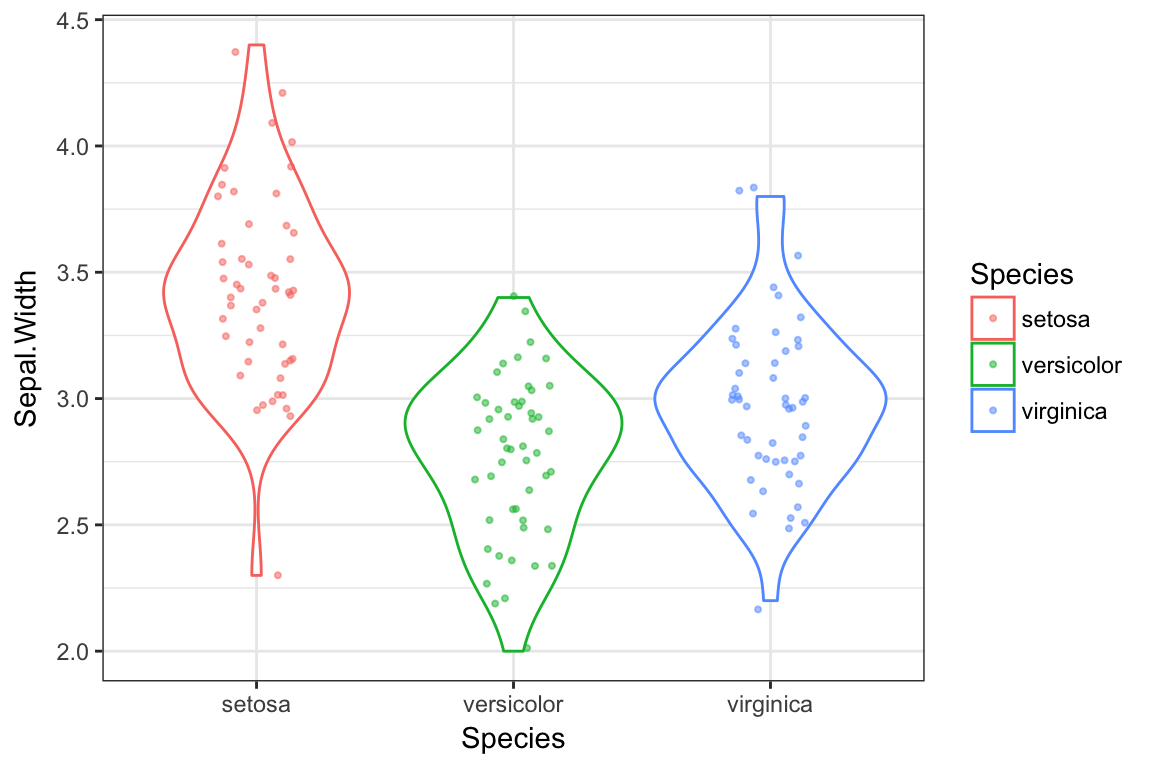 Sepal.Width
4.5
4.0
3.5
3.0
2.5
2.0
setosa
versicolor
virginica
Species
Species
setosa
versicolor
virginica